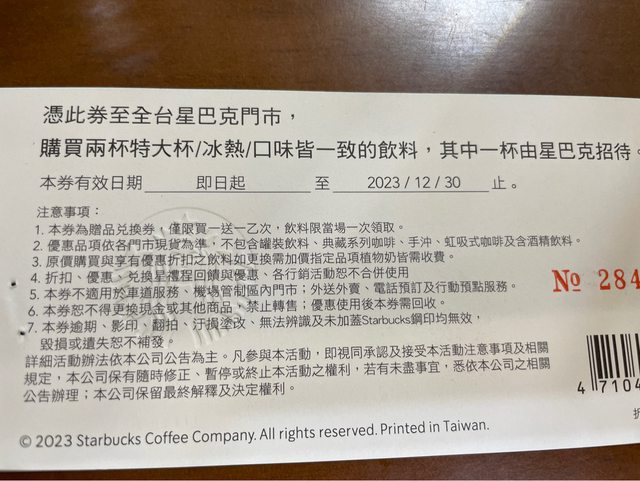 憑此券至全台星巴克門市，
購買兩杯特大杯/冰熱/口味皆一致的飲料，其中一杯由星巴克招待。
本券有效日期 即日起 至 2023 / 12 / 30 止。
注意事項：
1. 本券為贈品兌換券，僅限買一送一乙次，飲料限當場一次領取。
2. 優惠品項依各門市現貨為準，不包含罐裝飲料、典藏系列咖啡、手沖、虹吸式咖啡及含酒精飲料。
3. 原價購買與享有優惠折扣之飲料如更換需加價指定品項植物奶皆需收費。
4. 折扣、優惠、兌換星禮程回饋與優惠、各行銷活動恕不合併使用
5. 本券不適用於車道服務、機場管制區內門市；外送外賣、電話預訂及行動預點服務。
6. 本券恕不得更換現金或其他商品，禁止轉售；優惠使用後本券需回收。
7. 本券逾期、影印、翻拍、汙損塗改、無法辨識及未加蓋Starbucks鋼印均無效，
毀損或遺失恕不補發。
詳細活動辦法依本公司公告為主。凡參與本活動，即視同承認及接受本活動注意事項及相關
規定，本公司保有隨時修正、暫停或終止本活動之權利，若有未盡事宜，悉依本公司之相關
公告辦理；本公司保留最終解釋及決定權利。
№ 284
4 7104
折
© 2023 Starbucks Coffee Company. All rights reserved. Printed in Taiwan.